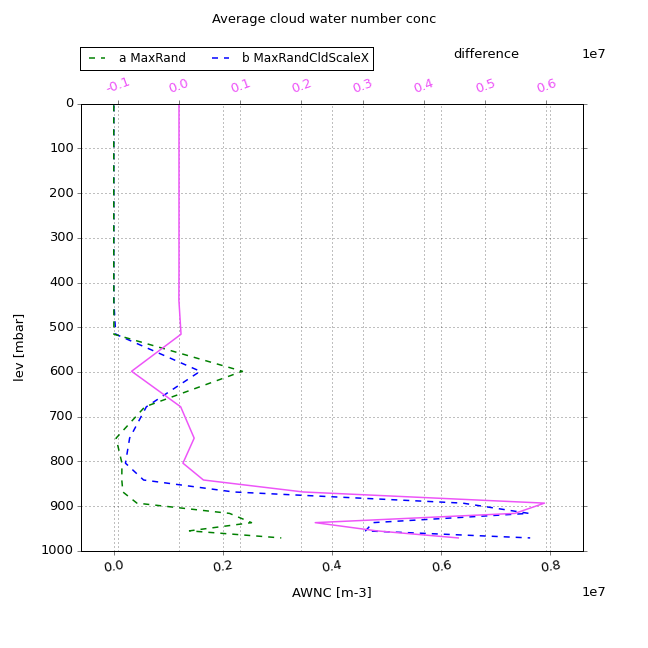 Average cloud water number conc
a MaxRand b MaxRandCldScaleX difference 1e7
-0.1 0.0 0.1 0.2 0.3 0.4 0.5 0.6
0
100
200
300
400
500
600
700
800
900
1000
lev [mbar]
0.0 0.2 0.4 0.6 0.8
AWNC [m-3] 1e7